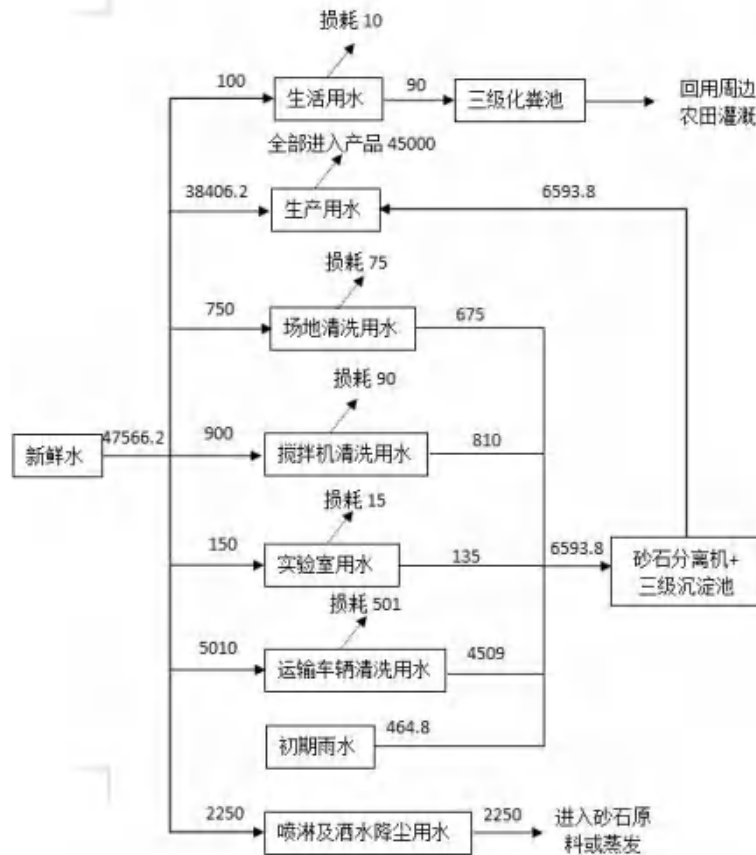 损耗 10
100
生活用水
90
三级化粪池
回用周边
农田灌溉
全部进入产品 45000
38406.2
生产用水
6593.8
损耗 75
750
场地清洗用水
675
损耗 90
新鲜水
47566.2
900
搅拌机清洗用水
810
损耗 15
150
实验室用水
135
6593.8
砂石分离机+
三级沉淀池
损耗 501
5010
运输车辆清洗用水
4509
初期雨水
464.8
2250
喷淋及洒水降尘用水
2250
进入砂石原
料或蒸发